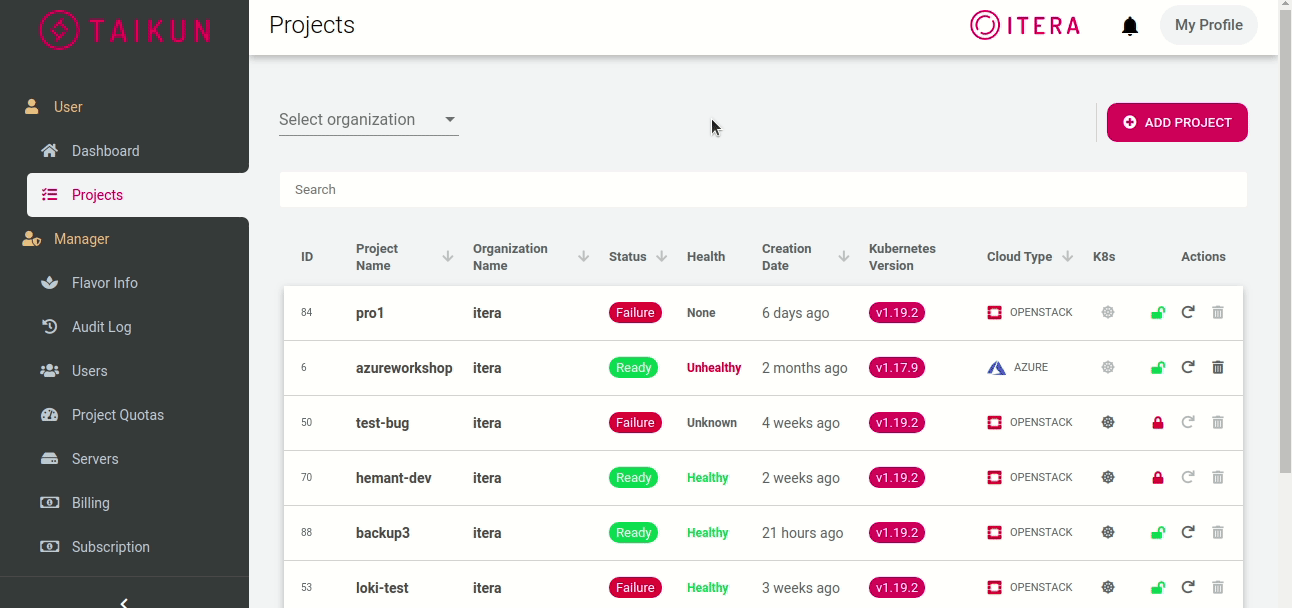 TAIKUN
Projects
ITERA
My Profile
User
Dashboard
Projects
Manager
Flavor Info
Audit Log
Users
Project Quotas
Servers
Billing
Subscription
Select organization
ADD PROJECT
Search
ID Project Name Organization Name Status Health Creation Date Kubernetes Version Cloud Type K8s Actions
84 pro1 itera Failure None 6 days ago v1.19.2 OPENSTACK
6 azureworkshop itera Ready Unhealthy 2 months ago v1.17.9 AZURE
50 test-bug itera Failure Unknown 4 weeks ago v1.19.2 OPENSTACK
70 hemant-dev itera Ready Healthy 2 weeks ago v1.19.2 OPENSTACK
88 backup3 itera Ready Healthy 21 hours ago v1.19.2 OPENSTACK
53 loki-test itera Failure Healthy 3 weeks ago v1.19.2 OPENSTACK